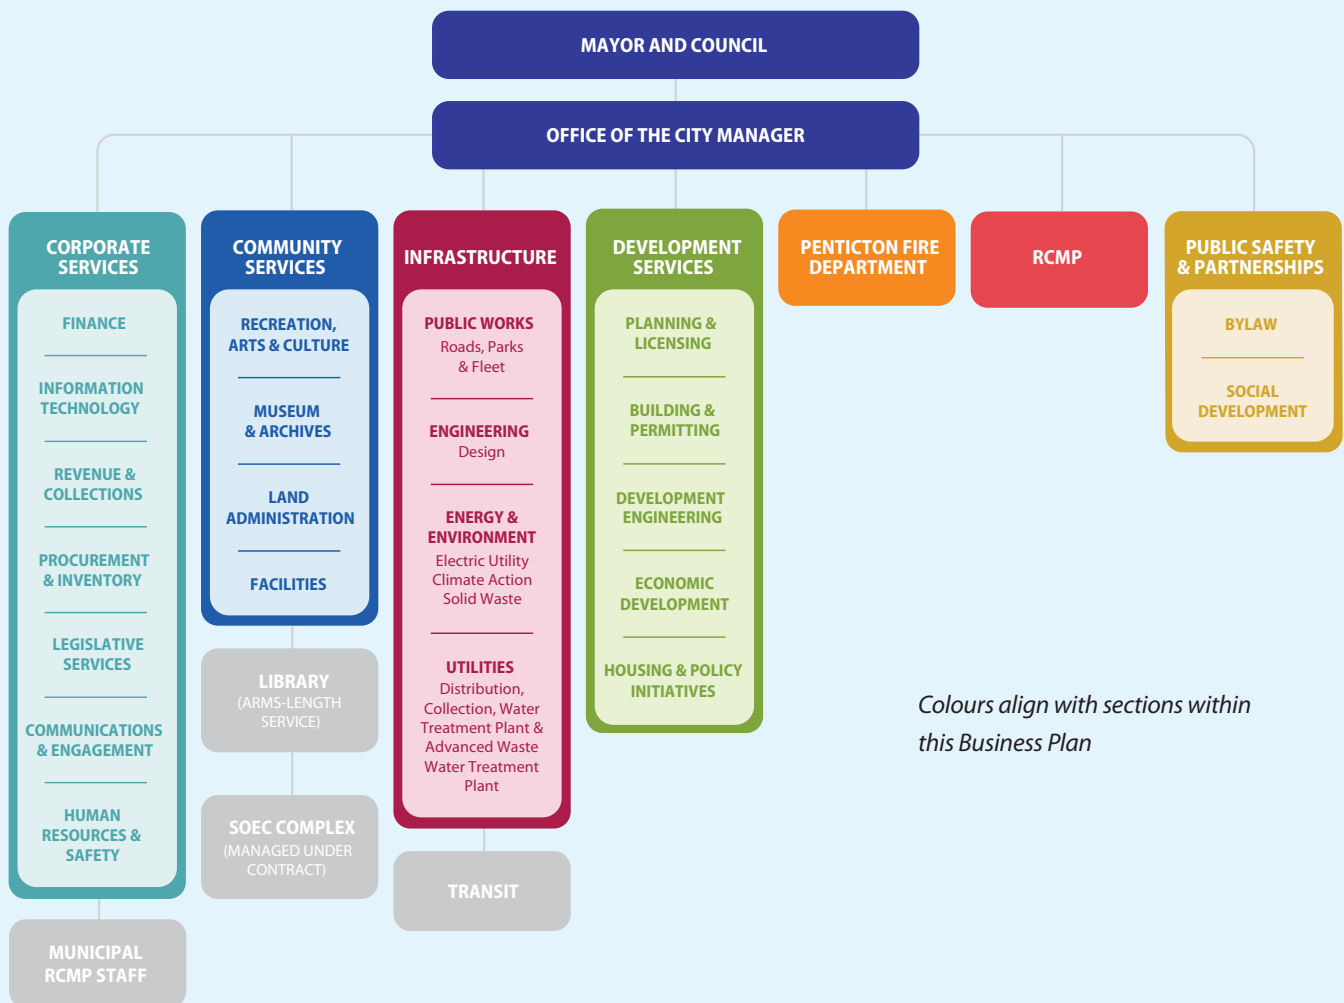 MAYOR AND COUNCIL
OFFICE OF THE CITY MANAGER
CORPORATE
SERVICES
FINANCE
INFORMATION
TECHNOLOGY
REVENUE &
COLLECTIONS
PROCUREMENT
& INVENTORY
LEGISLATIVE
SERVICES
COMMUNICATIONS
& ENGAGEMENT
HUMAN
RESOURCES &
SAFETY
MUNICIPAL
RCMP STAFF
COMMUNITY
SERVICES
RECREATION,
ARTS & CULTURE
MUSEUM
& ARCHIVES
LAND
ADMINISTRATION
FACILITIES
LIBRARY
(ARMS-LENGTH
SERVICE)
SOEC COMPLEX
(MANAGED UNDER
CONTRACT)
INFRASTRUCTURE
PUBLIC WORKS
Roads, Parks
& Fleet
ENGINEERING
Design
ENERGY &
ENVIRONMENT
Electric Utility
Climate Action
Solid Waste
UTILITIES
Distribution,
Collection, Water
Treatment Plant &
Advanced Waste
Water Treatment
Plant
TRANSIT
DEVELOPMENT
SERVICES
PLANNING &
LICENSING
BUILDING &
PERMITTING
DEVELOPMENT
ENGINEERING
ECONOMIC
DEVELOPMENT
HOUSING & POLICY
INITIATIVES
PENTICTON FIRE
DEPARTMENT
RCMP
PUBLIC SAFETY
& PARTNERSHIPS
BYLAW
SOCIAL
DEVELOPMENT
Colours align with sections within
this Business Plan